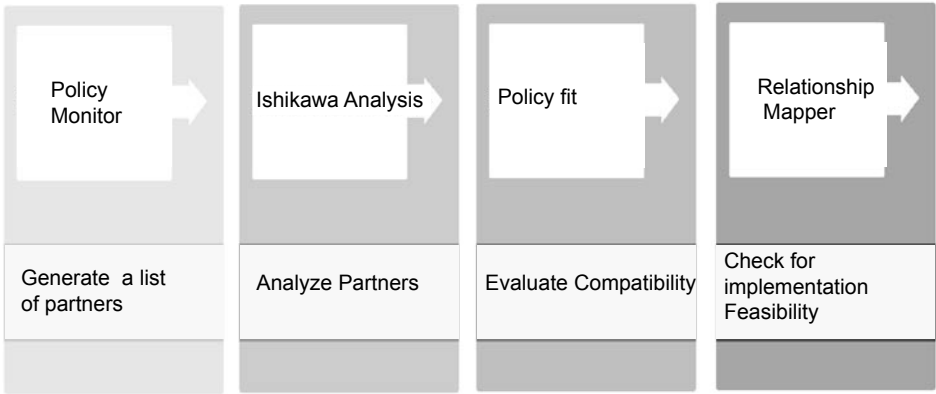 Policy
Monitor
Ishikawa Analysis
Policy fit
Relationship
Mapper
Generate a list
of partners
Analyze Partners
Evaluate Compatibility
Check for
implementation
Feasibility